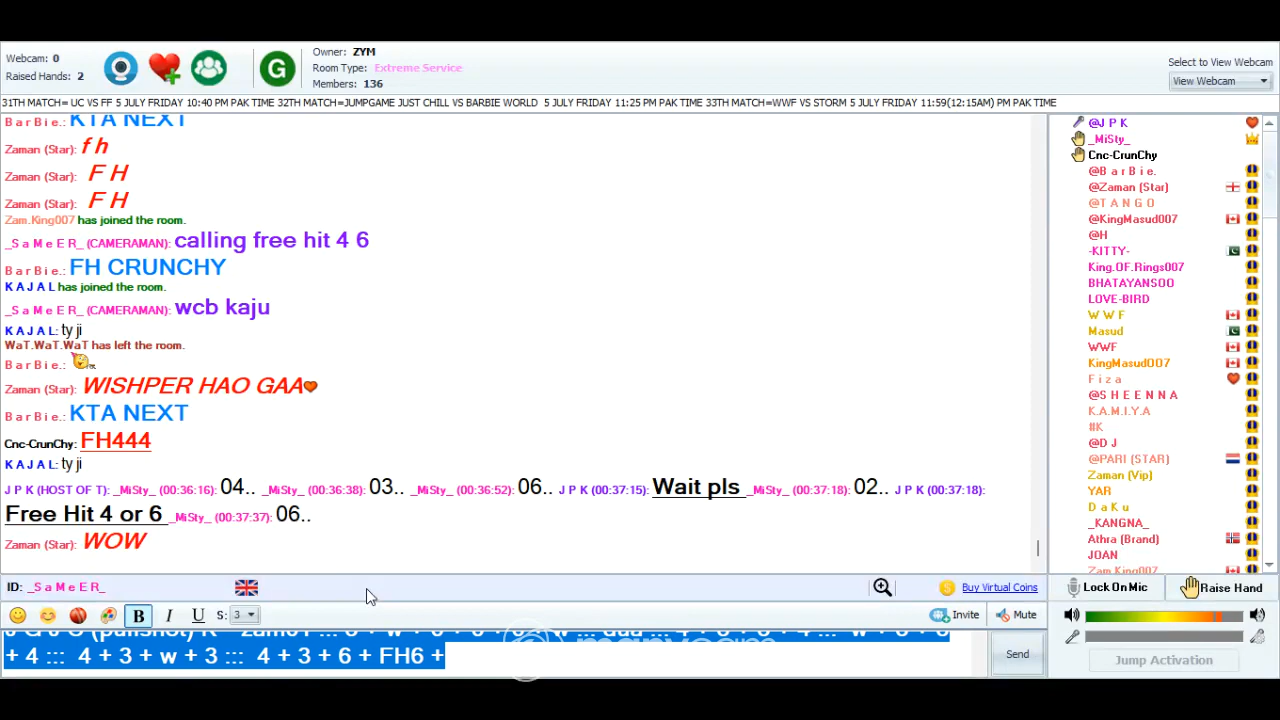 Webcam: 0
Raised Hands: 2
G
Owner: ZYM
Room Type: Extreme Service
Members: 136
Select to View Webcam
View Webcam
31TH MATCH= UC VS FF 5 JULY FRIDAY 10:40 PM PAK TIME 32TH MATCH=JUMPGAME JUST CHILL VS BARBIE WORLD 5 JULY FRIDAY 11:25 PM PAK TIME 33TH MATCH=WWF VS STORM 5 JULY FRIDAY 11:59(12:15AM) PM PAK TIME
B a r B i e.: KTA NEXT
Zaman (Star): f h
Zaman (Star): F H
Zaman (Star): F H
Zam.King007 has joined the room.
_S a M e E R_ (CAMERAMAN): calling free hit 4 6
B a r B i e.: FH CRUNCHY
K A J A L has joined the room.
_S a M e E R_ (CAMERAMAN): wcb kaju
K A J A L: ty ji
WaT.WaT.WaT has left the room.
B a r B i e.:
Zaman (Star): WISHPER HAO GAA
B a r B i e.: KTA NEXT
Cnc-CrunChy: FH444
K A J A L: ty ji
J P K (HOST OF T): _MiSty_ (00:36:16): 04.. _MiSty_ (00:36:38): 03.. _MiSty_ (00:36:52): 06.. J P K (00:37:15): Wait pls _MiSty_ (00:37:18): 02.. J P K (00:37:18):
Free Hit 4 or 6 _MiSty_ (00:37:37): 06..
Zaman (Star): WOW
@J P K
_MiSty_
Cnc-CrunChy
@B a r B i e.
@Zaman (Star)
@T A N G O
@KingMasud007
@H
-KITTY-
King.OF.Rings007
BHATAYANSOO
LOVE-BIRD
W W F
Masud
WWF
KingMasud007
F i z a
@S H E E N N A
K.A.M.I.Y.A
#K
@D J
@PARI (STAR)
Zaman (Vip)
YAR
D a K u
_KANGNA_
Athra (Brand)
JOAN
Zam.King007
ID: _S a M e E R_
Buy Virtual Coins
Lock On Mic
Raise Hand
B I U S: 3
Invite
Mute
+ 4 ::: 4 + 3 + w + 3 ::: 4 + 3 + 6 + FH6 +
Send
Jump Activation